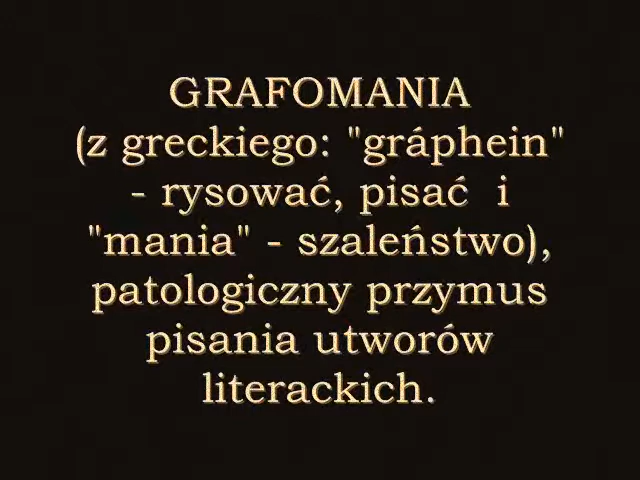 GRAFOMANIA
(z greckiego: "gráphein"
- rysować, pisać i
"mania" - szaleństwo),
patologiczny przymus
pisania utworów
literackich.